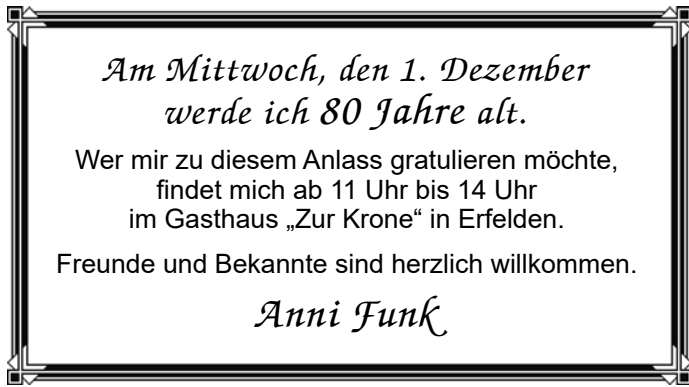 Am Mittwoch, den 1. Dezember
werde ich 80 Jahre alt.
Wer mir zu diesem Anlass gratulieren möchte,
findet mich ab 11 Uhr bis 14 Uhr
im Gasthaus „Zur Krone“ in Erfelden.
Freunde und Bekannte sind herzlich willkommen.
Anni Funk